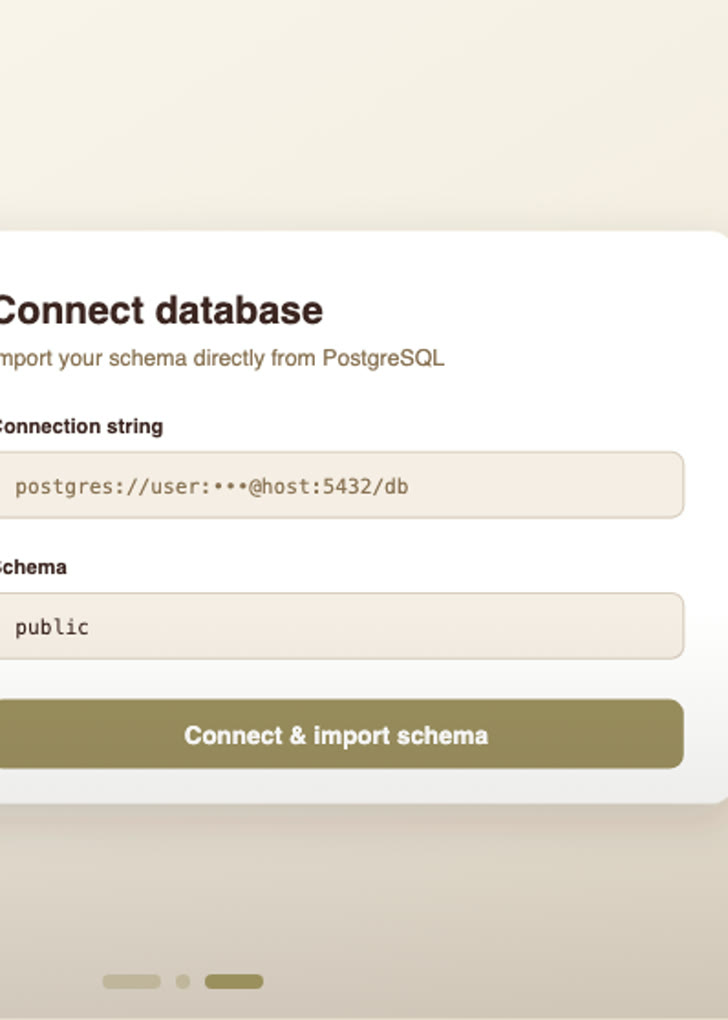 Connect database
mport your schema directly from PostgreSQL
Connection string
postgres://user:•••@host:5432/db
Schema
public
Connect & import schema